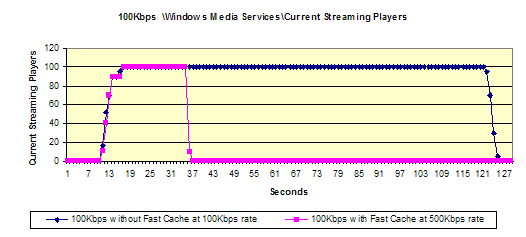 100Kbps \Windows Media Services\Current Streaming Players
Current Streaming Players
120
100
80
60
40
20
0
1 7 13 19 25 31 37 43 49 55 61 67 73 79 85 91 97 103 109 115 121 127
Seconds
100Kbps without Fast Cache at 100Kbps rate 100Kbps with Fast Cache at 500Kbps rate